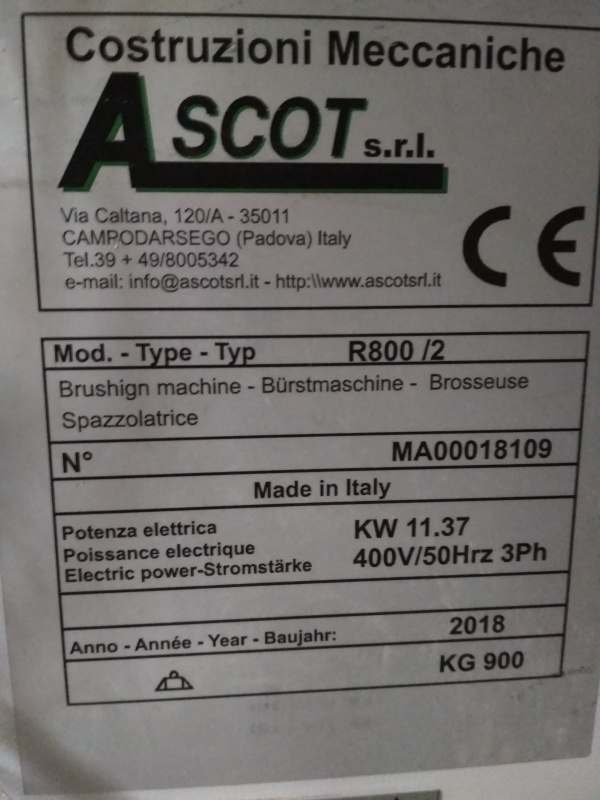 Costruzioni Meccaniche
ASCOT s.r.l.
Via Caltana, 120/A - 35011
CAMPODARSEGO (Padova) Italy
Tel.39 + 49/8005342
e-mail: info@ascotsrl.it - http:\\www.ascotsrl.it
CE
Mod. - Type - Typ R800 /2
Brushign machine - Bürstmaschine - Brosseuse
Spazzolatrice
N° MA00018109
Made in Italy
Potenza elettrica KW 11.37
Poissance electrique 400V/50Hrz 3Ph
Electric power-Stromstärke
Anno - Année - Year - Baujahr: 2018
KG 900